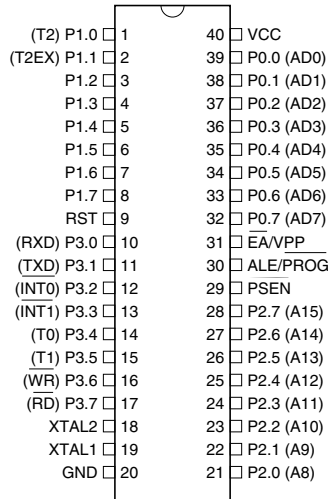 (T2) P1.0 1 40 VCC
(T2EX) P1.1 2 39 P0.0 (AD0)
P1.2 3 38 P0.1 (AD1)
P1.3 4 37 P0.2 (AD2)
P1.4 5 36 P0.3 (AD3)
P1.5 6 35 P0.4 (AD4)
P1.6 7 34 P0.5 (AD5)
P1.7 8 33 P0.6 (AD6)
RST 9 32 P0.7 (AD7)
(RXD) P3.0 10 31 EA/VPP
(TXD) P3.1 11 30 ALE/PROG
(INT0) P3.2 12 29 PSEN
(INT1) P3.3 13 28 P2.7 (A15)
(T0) P3.4 14 27 P2.6 (A14)
(T1) P3.5 15 26 P2.5 (A13)
(WR) P3.6 16 25 P2.4 (A12)
(RD) P3.7 17 24 P2.3 (A11)
XTAL2 18 23 P2.2 (A10)
XTAL1 19 22 P2.1 (A9)
GND 20 21 P2.0 (A8)